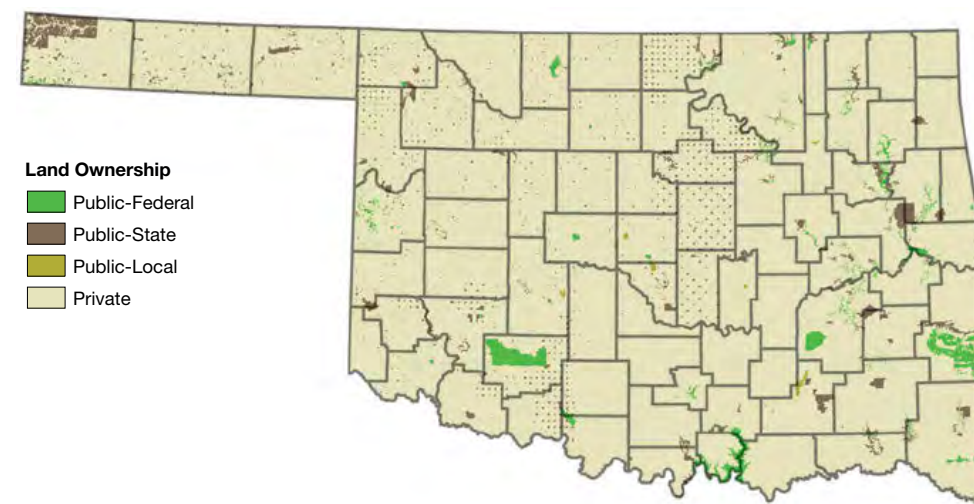 Land Ownership
Public-Federal
Public-State
Public-Local
Private